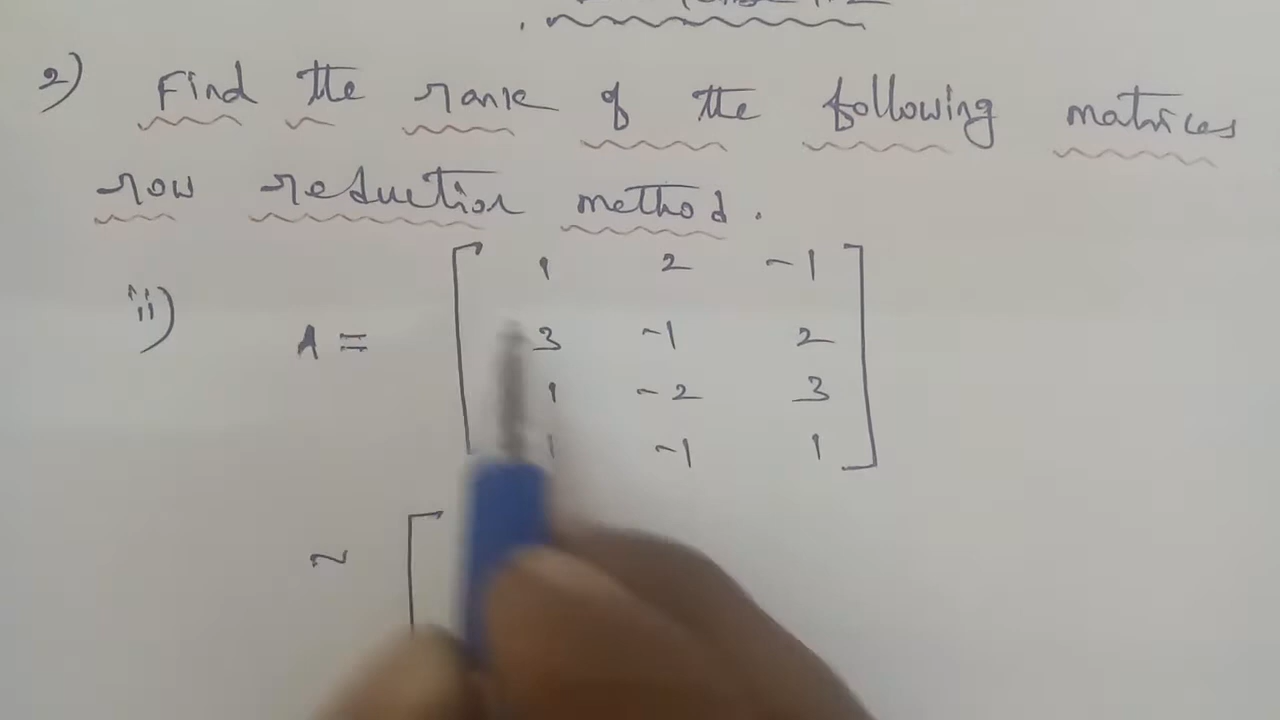 2) Find the rank of the following matrices
row reduction method.
ii) A = [ 1 2 -1
3 -1 2
1 -2 3
1 -1 1 ]
~ [